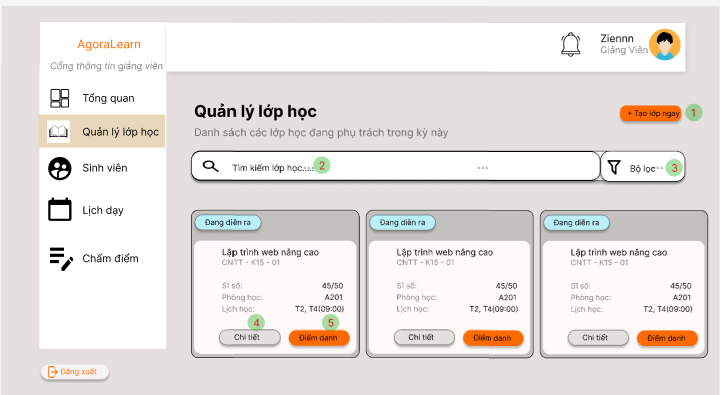 AgoraLearn
Cổng thông tin giảng viên
Tổng quan
Quản lý lớp học
Sinh viên
Lịch dạy
Chấm điểm
Đăng xuất
Ziennn
Giảng Viên
Quản lý lớp học
Danh sách các lớp học đang phụ trách trong kỳ này
+ Tạo lớp ngay
1
Tìm kiếm lớp học....
2
...
Bộ lọc
3
Đang diễn ra
Lập trình web nâng cao
CNTT - K15 - 01
Sĩ số: 45/50
Phòng học: A201
Lịch học: T2, T4(09:00)
4
5
Chi tiết
Điểm danh
Đang diễn ra
Lập trình web nâng cao
CNTT - K15 - 01
Sĩ số: 45/50
Phòng học: A201
Lịch học: T2, T4(09:00)
Chi tiết
Điểm danh
Đang diễn ra
Lập trình web nâng cao
CNTT - K15 - 01
Sĩ số: 45/50
Phòng học: A201
Lịch học: T2, T4(09:00)
Chi tiết
Điểm danh